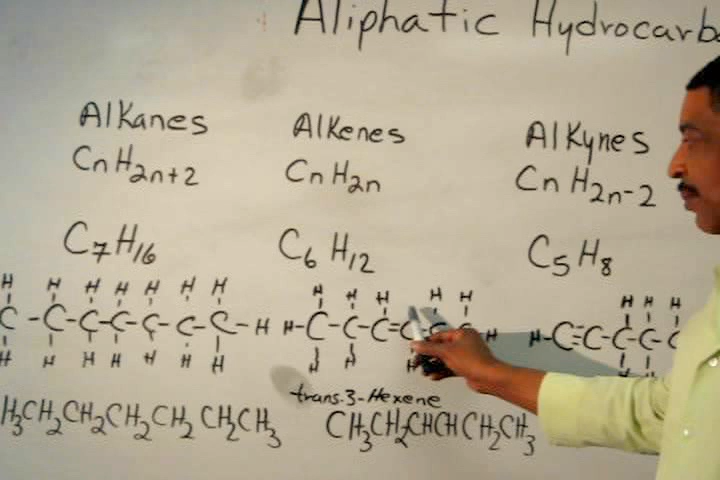 Aliphatic Hydrocarb
Alkanes
CnH2n+2
C7H16
Alkenes
CnH2n
C6H12
Alkynes
CnH2n-2
C5H8
H H H H H H H
C-C-C-C-C-C-C-H
H H H H H H H
H3CH2CH2CH2CH2CH2CH3
H H H H H
H-C-C-C=C
H H H
trans-3-Hexene
CH3CH2CHCHCH2CH3
H H H
H-C≡C-C-C-C